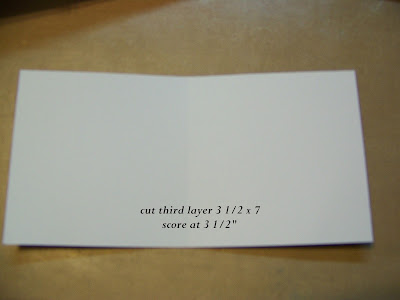 cut third layer 3 1/2 x 7
score at 3 1/2"